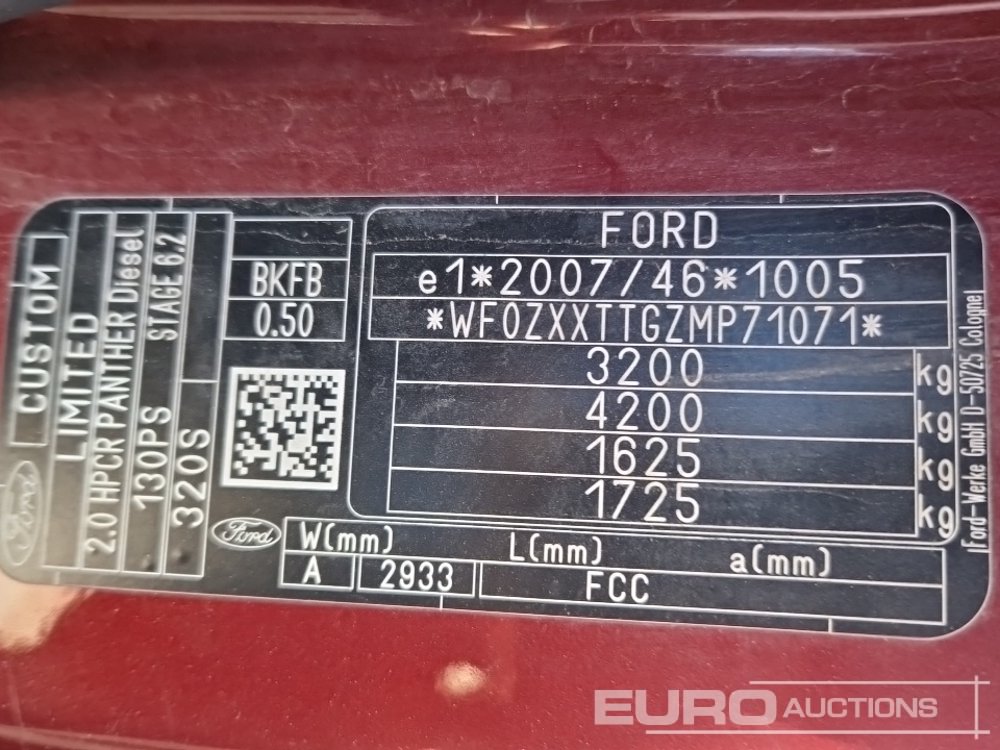 CUSTOM
LIMITED
2.0 HPCR PANTHER Diesel
130PS STAGE 6.2
320S
Ford
BKFB
0.50
FORD
e1*2007/46*1005
*WF0ZXXTTGZMP71071*
3200 kg
4200 kg
1625 kg
1725 kg
Ford-Werke GmbH D-50725 Cologne
Ford
W(mm) L(mm) a(mm)
A 2933 FCC
EURO AUCTIONS